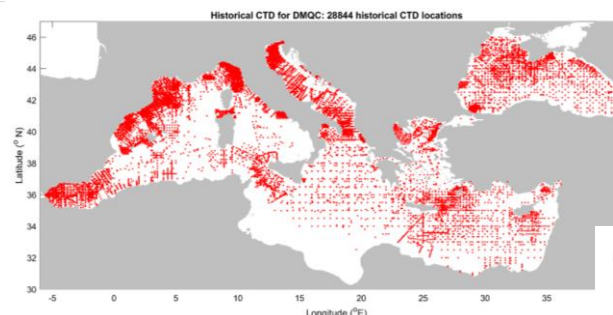 Historical CTD for DMQC: 28844 historical CTD locations
46
44
42
40
38
36
34
32
30
Latitude (° N)
-5 0 5 10 15 20 25 30 35
Longitude (°E)